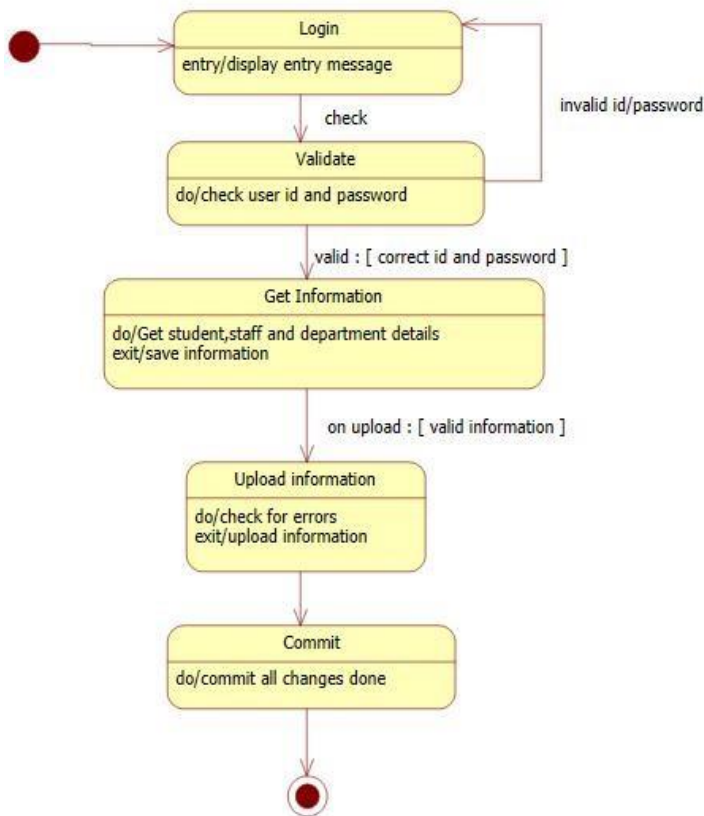 Login
entry/display entry message
check
invalid id/password
Validate
do/check user id and password
valid : [ correct id and password ]
Get Information
do/Get student,staff and department details
exit/save information
on upload : [ valid information ]
Upload information
do/check for errors
exit/upload information
Commit
do/commit all changes done